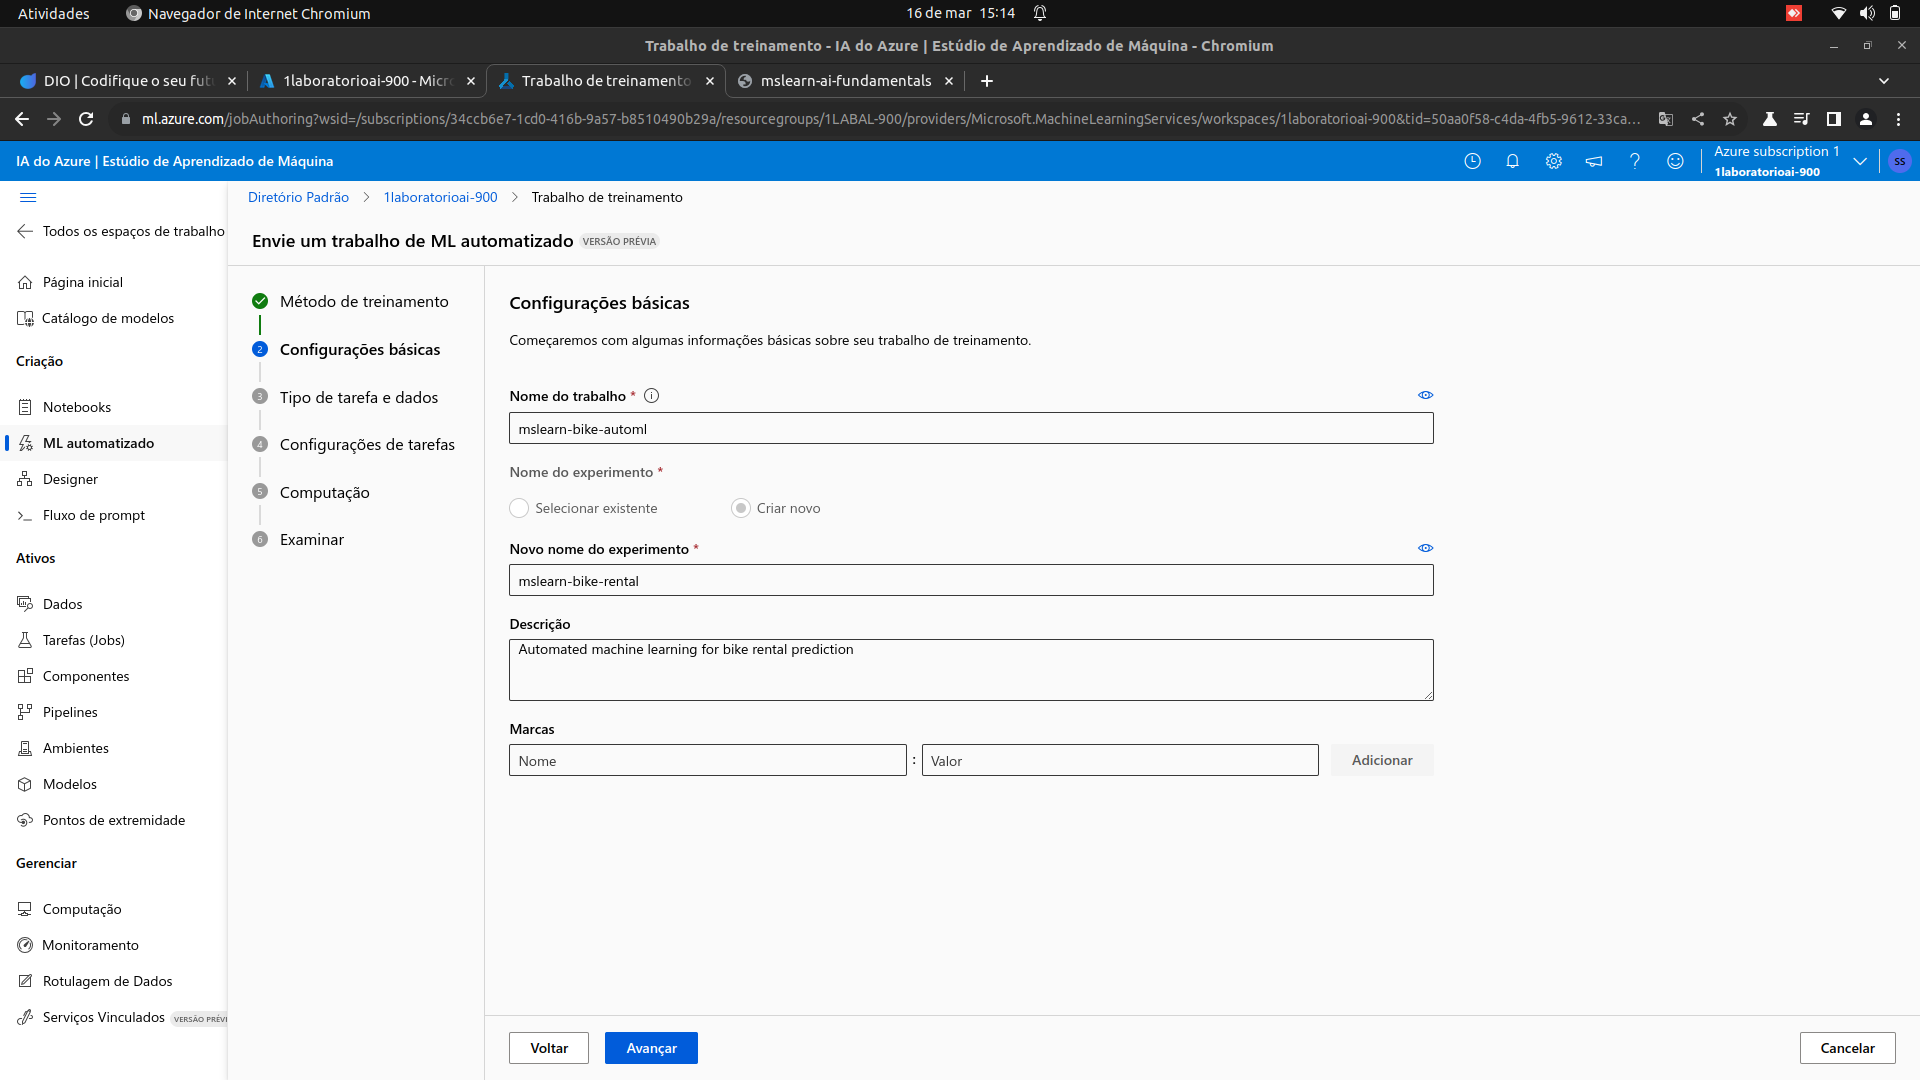 Atividades
Navegador de Internet Chromium
16 de mar 15:14
Trabalho de treinamento - IA do Azure | Estúdio de Aprendizado de Máquina - Chromium
DIO | Codifique o seu fut
1laboratorioai-900 - Micr
Trabalho de treinamento
mslearn-ai-fundamentals
ml.azure.com/jobAuthoring?wsid=/subscriptions/34ccb6e7-1cd0-416b-9a57-b8510490b29a/resourcegroups/1LABAL-900/providers/Microsoft.MachineLearningServices/workspaces/1laboratorioai-900&tid=50aa0f58-c4da-4fb5-9612-33ca...
IA do Azure | Estúdio de Aprendizado de Máquina
Azure subscription 1
1laboratorioai-900
SS
Todos os espaços de trabalho
Página inicial
Catálogo de modelos
Criação
Notebooks
ML automatizado
Designer
Fluxo de prompt
Ativos
Dados
Tarefas (Jobs)
Componentes
Pipelines
Ambientes
Modelos
Pontos de extremidade
Gerenciar
Computação
Monitoramento
Rotulagem de Dados
Serviços Vinculados VERSÃO PRÉVI
Diretório Padrão > 1laboratorioai-900 > Trabalho de treinamento
Envie um trabalho de ML automatizado VERSÃO PRÉVIA
Método de treinamento
2 Configurações básicas
3 Tipo de tarefa e dados
4 Configurações de tarefas
5 Computação
6 Examinar
Configurações básicas
Começaremos com algumas informações básicas sobre seu trabalho de treinamento.
Nome do trabalho *
mslearn-bike-automl
Nome do experimento *
Selecionar existente
Criar novo
Novo nome do experimento *
mslearn-bike-rental
Descrição
Automated machine learning for bike rental prediction
Marcas
Nome : Valor
Adicionar
Voltar
Avançar
Cancelar